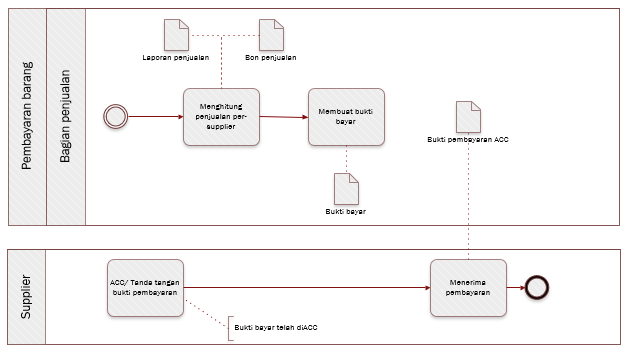 Pembayaran barang
Bagian penjualan
Laporan penjualan
Bon penjualan
Menghitung
penjualan per-
supplier
Membuat bukti
bayar
Bukti pembayaran ACC
Bukti bayar
Supplier
ACC/ Tanda tangan
bukti pembayaran
Menerima
pembayaran
Bukti bayar telah diACC